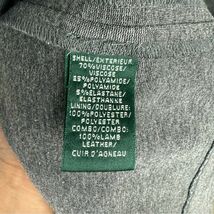 SHELL/EXTERIEUR:
70%VISCOSE/
VISCOSE
25%POLYAMIDE/
POLYAMIDE
5%ELASTANE/
ELASTHANNE
LINING/DOUBLURE:
100%POLYESTER/
POLYESTER
COMBO/COMBO:
100%LAMB
LEATHER/
CUIR D'AGNEAU